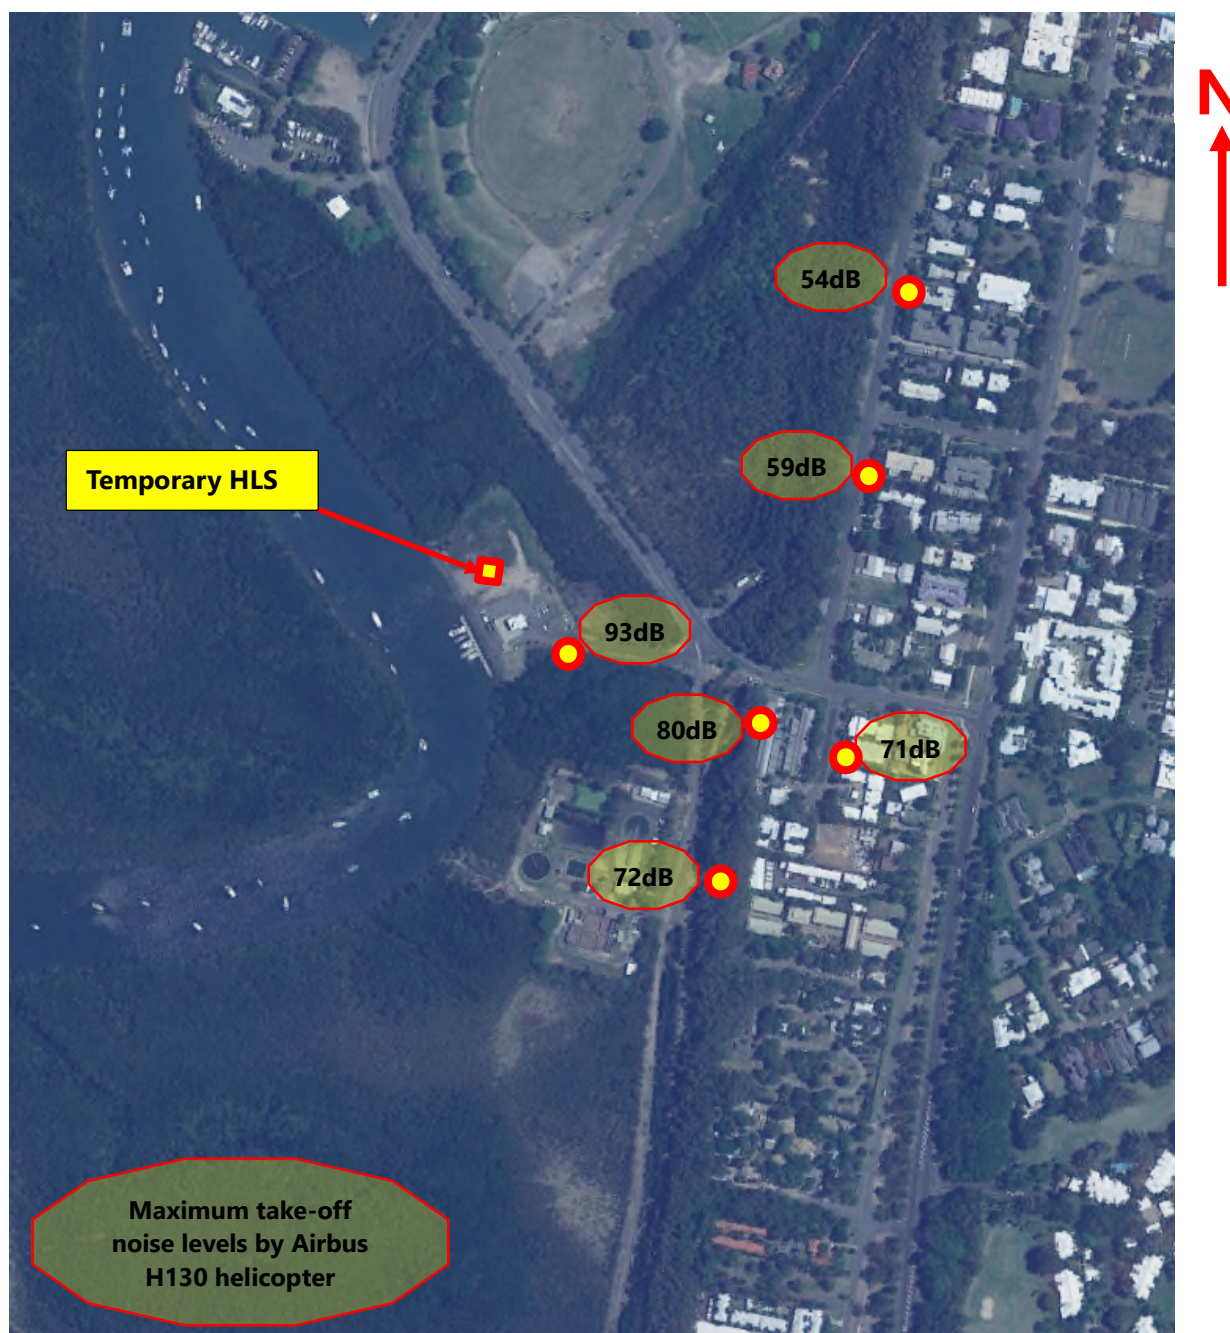 N
54dB
59dB
Temporary HLS
93dB
80dB
71dB
72dB
Maximum take-off
noise levels by Airbus
H130 helicopter